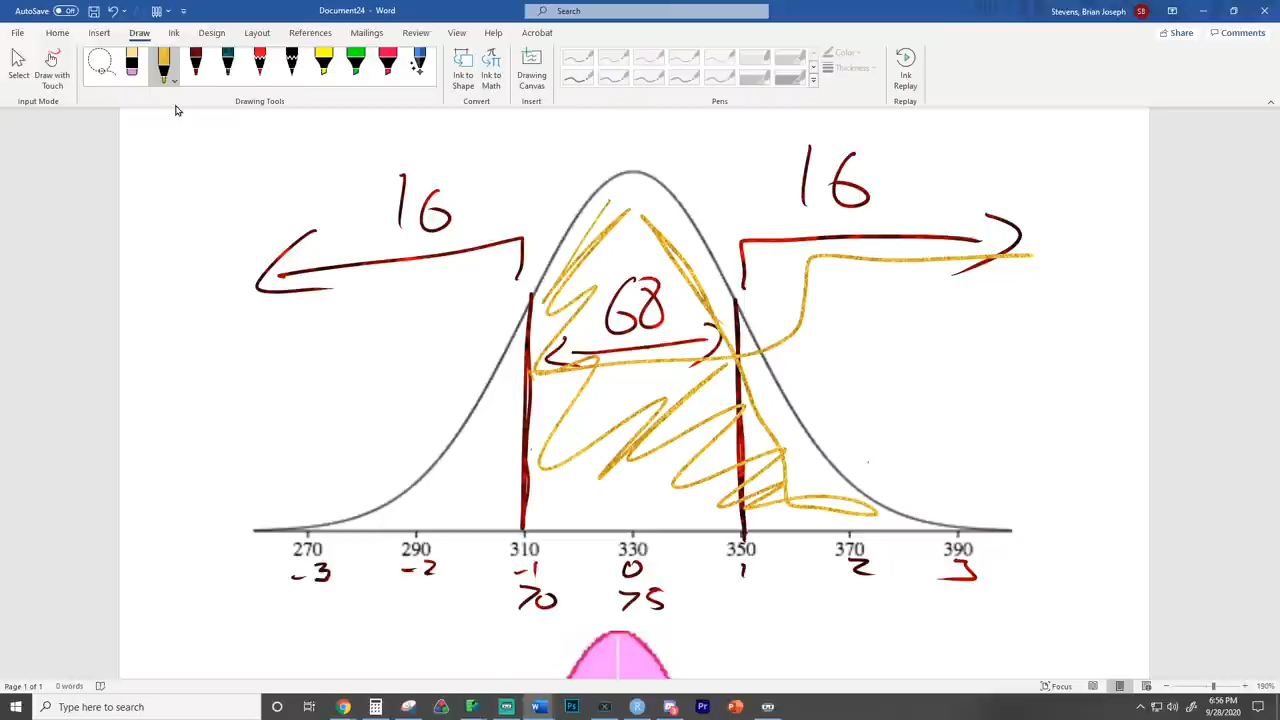 AutoSave Off
Document24
Search
Stevens, Brian Joseph
SB
File
Home
Insert
Draw
Ink
Design
Layout
References
Mailings
Review
View
Help
Acrobat
Share
Comments
Select
Draw with Touch
Ink to Shape
Ink to Math
Drawing Canvas
Color
Thickness
Ink Replay
Input Mode
Drawing Tools
Convert
Insert
Pens
Replay
16
16
68
270 290 310 330 350 370 390
-3 -2 -1 0 1 2 3
70 75
Page 1 of 1
0 words
Focus
190%
Type here to search
6:56 PM
9/28/2020